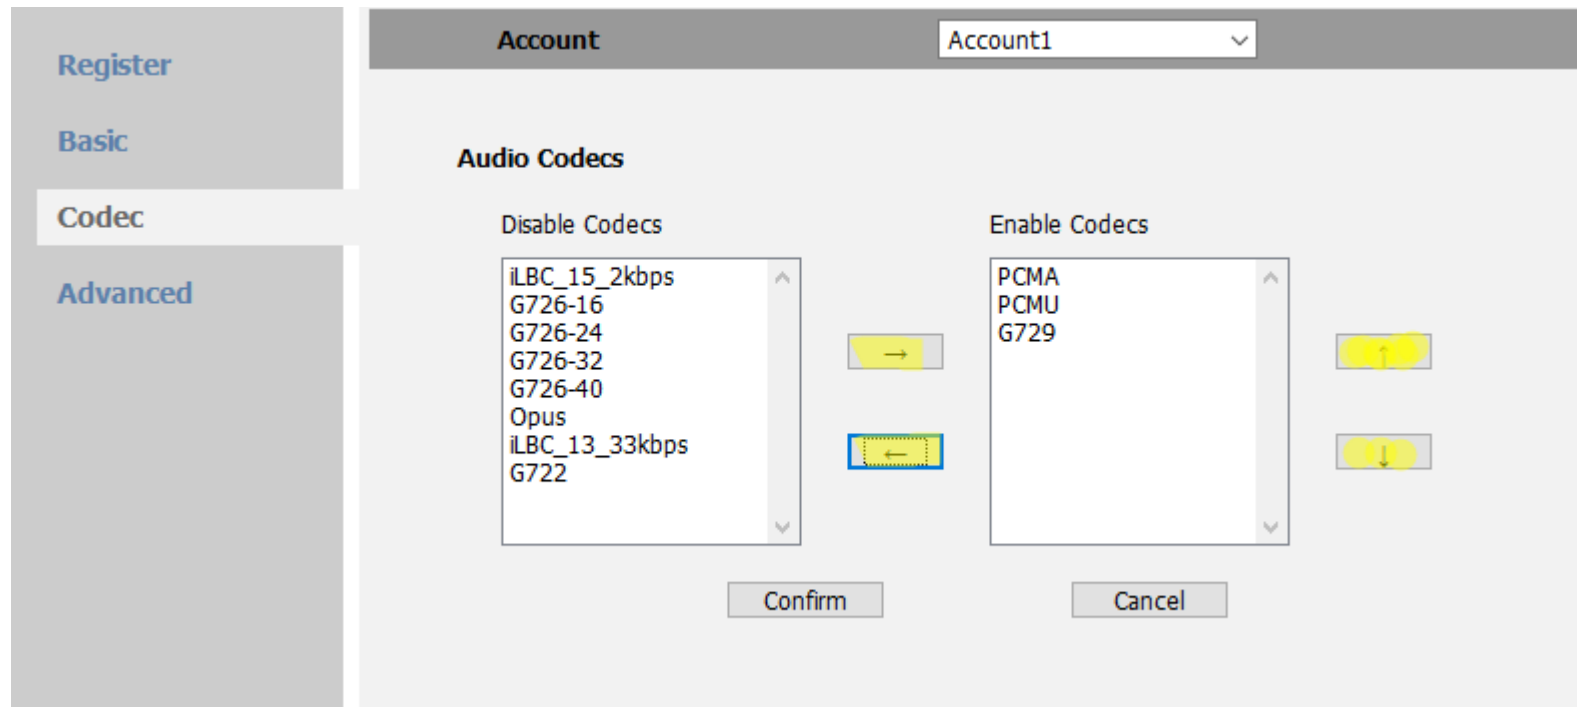 Register
Basic
Codec
Advanced
Account
Account1
Audio Codecs
Disable Codecs
iLBC_15_2kbps
G726-16
G726-24
G726-32
G726-40
Opus
iLBC_13_33kbps
G722
→
←
Enable Codecs
PCMA
PCMU
G729
↑
↓
Confirm
Cancel